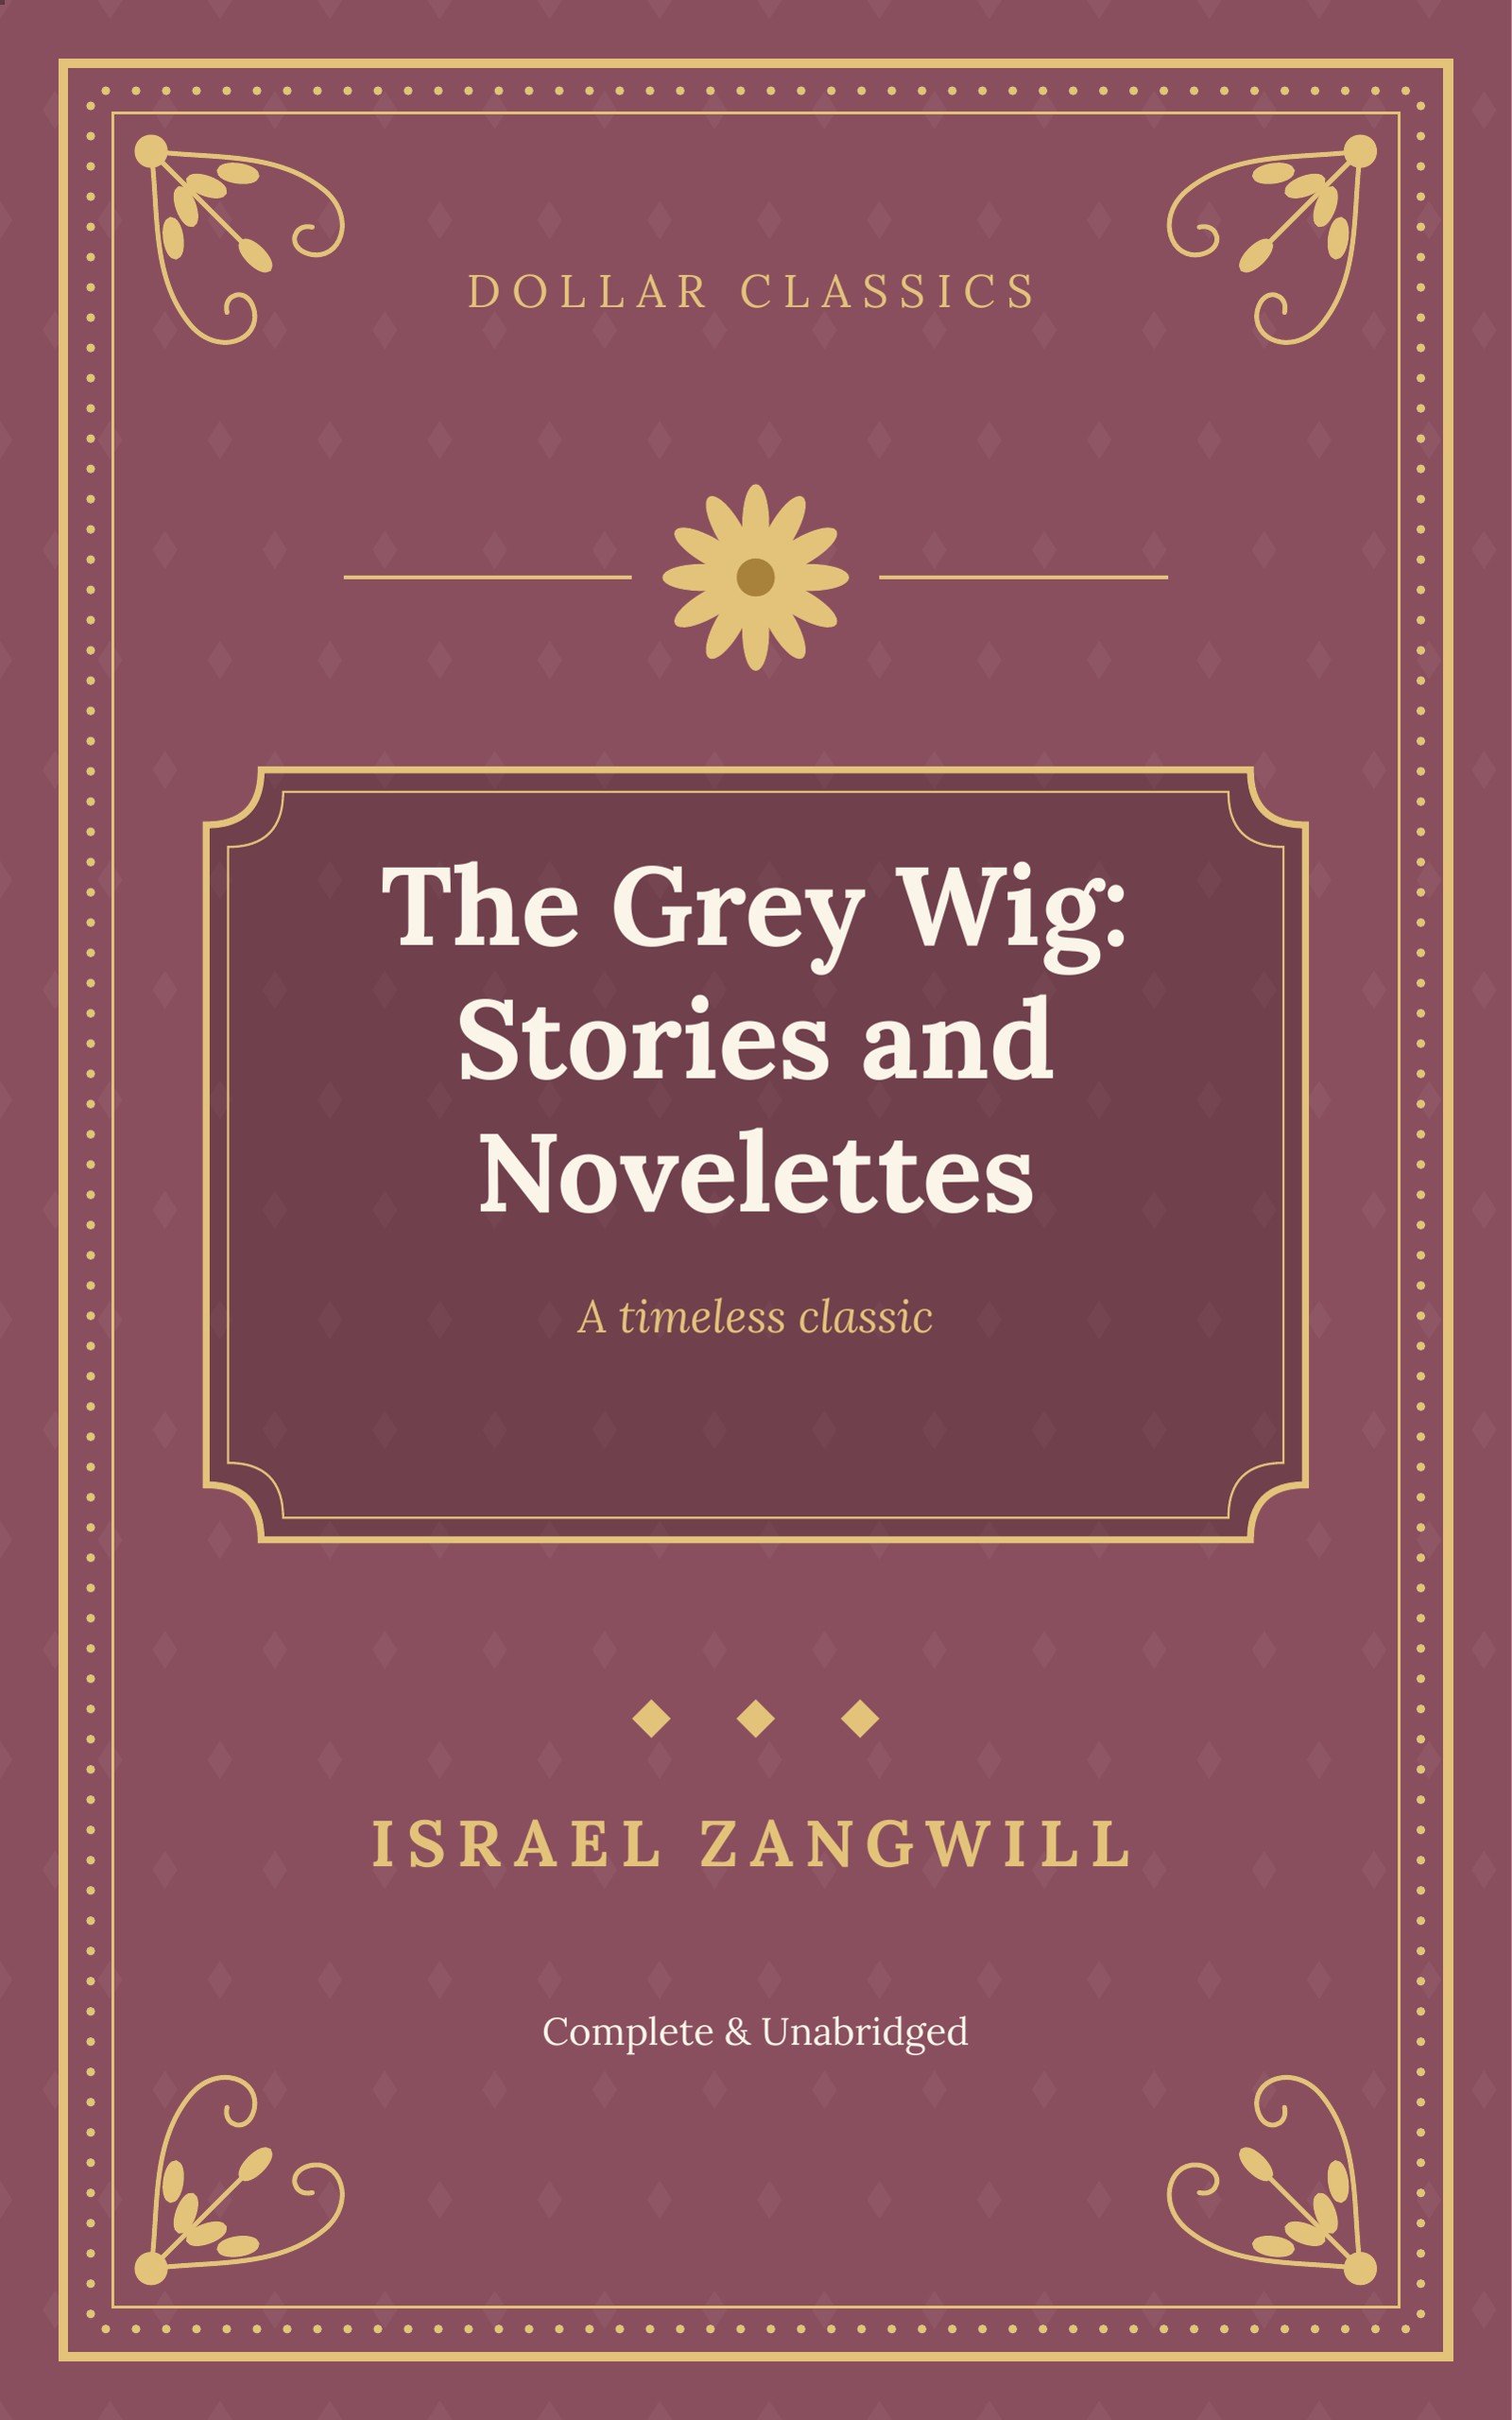 DOLLAR CLASSICS
The Grey Wig:
Stories and
Novelettes
A timeless classic
ISRAEL ZANGWILL
Complete & Unabridged